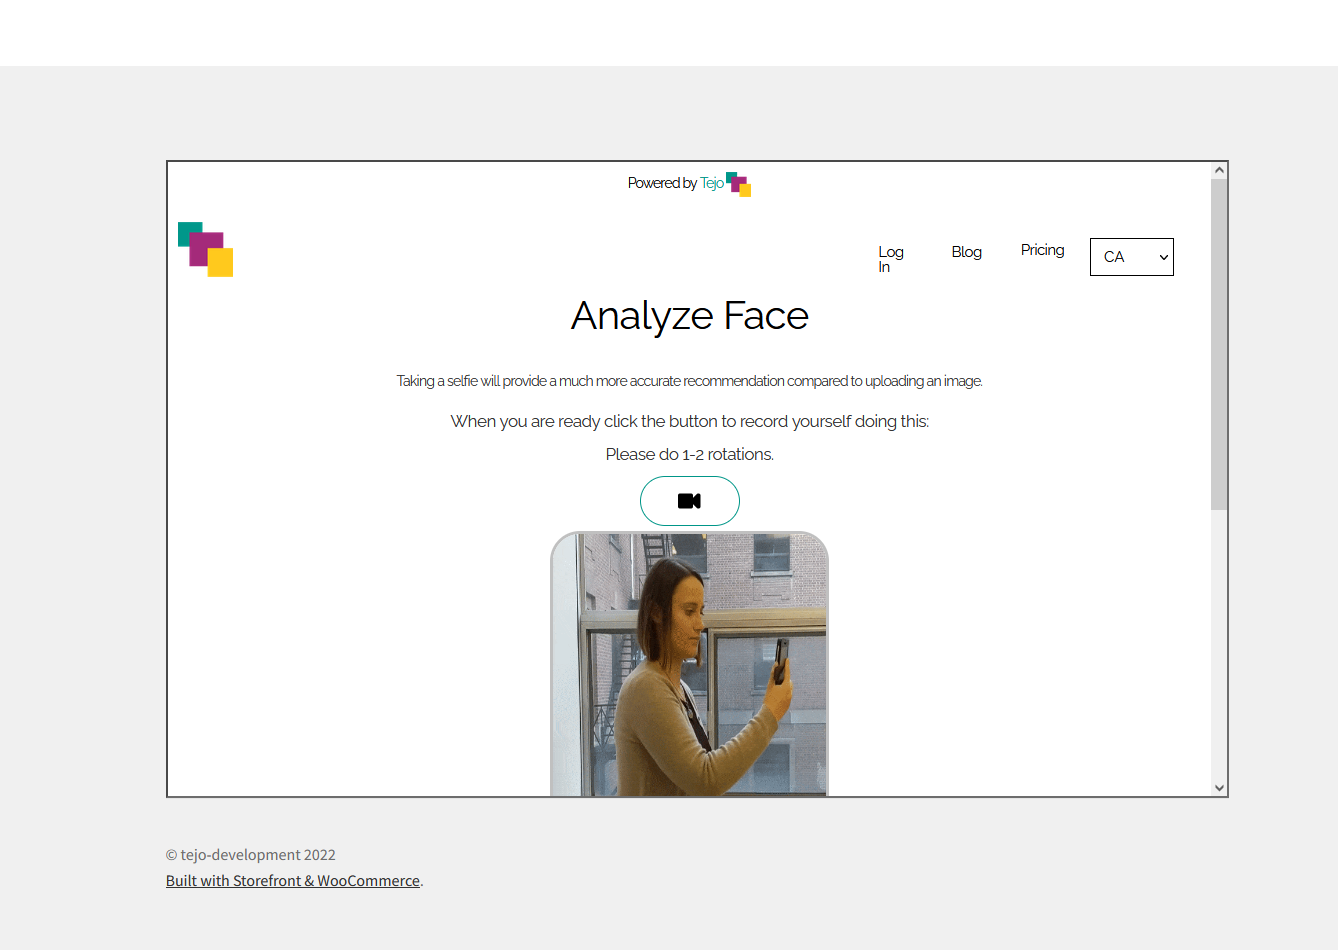 Powered by Tejo
Log
In
Blog
Pricing
CA
Analyze Face
Taking a selfie will provide a much more accurate recommendation compared to uploading an image.
When you are ready click the button to record yourself doing this:
Please do 1-2 rotations.
© tejo-development 2022
Built with Storefront & WooCommerce.